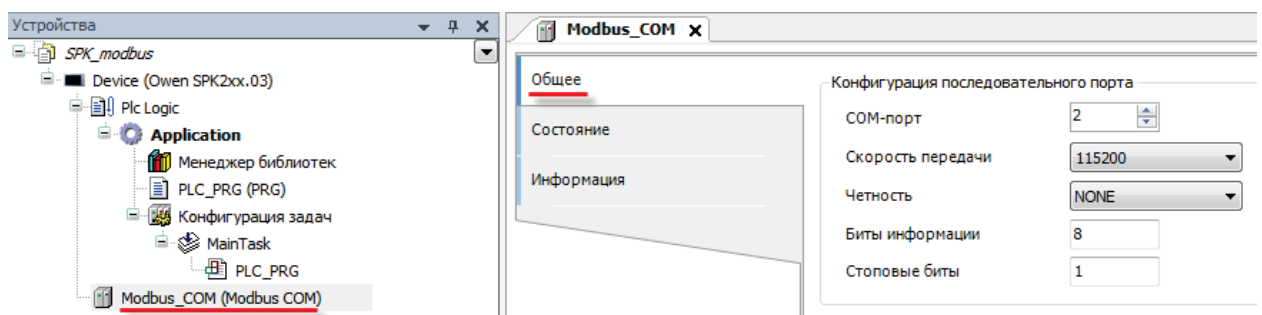 Устройства
SPK_modbus
Device (Owen SPK2xx.03)
Plc Logic
Application
Менеджер библиотек
PLC_PRG (PRG)
Конфигурация задач
MainTask
PLC_PRG
Modbus_COM (Modbus COM)
Modbus_COM
Общее
Состояние
Информация
Конфигурация последовательного порта
COM-порт 2
Скорость передачи 115200
Четность NONE
Биты информации 8
Стоповые биты 1